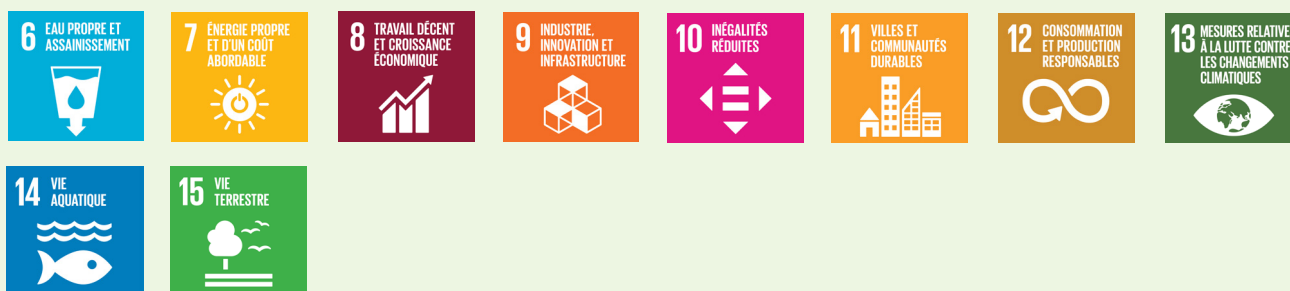 6 EAU PROPRE ET
ASSAINISSEMENT
7 ÉNERGIE PROPRE
ET D'UN COÛT
ABORDABLE
8 TRAVAIL DÉCENT
ET CROISSANCE
ÉCONOMIQUE
9 INDUSTRIE,
INNOVATION ET
INFRASTRUCTURE
10 INÉGALITÉS
RÉDUITES
11 VILLES ET
COMMUNAUTÉS
DURABLES
12 CONSOMMATION
ET PRODUCTION
RESPONSABLES
13 MESURES RELATIVE
À LA LUTTE CONTRE
LES CHANGEMENTS
CLIMATIQUES
14 VIE
AQUATIQUE
15 VIE
TERRESTRE